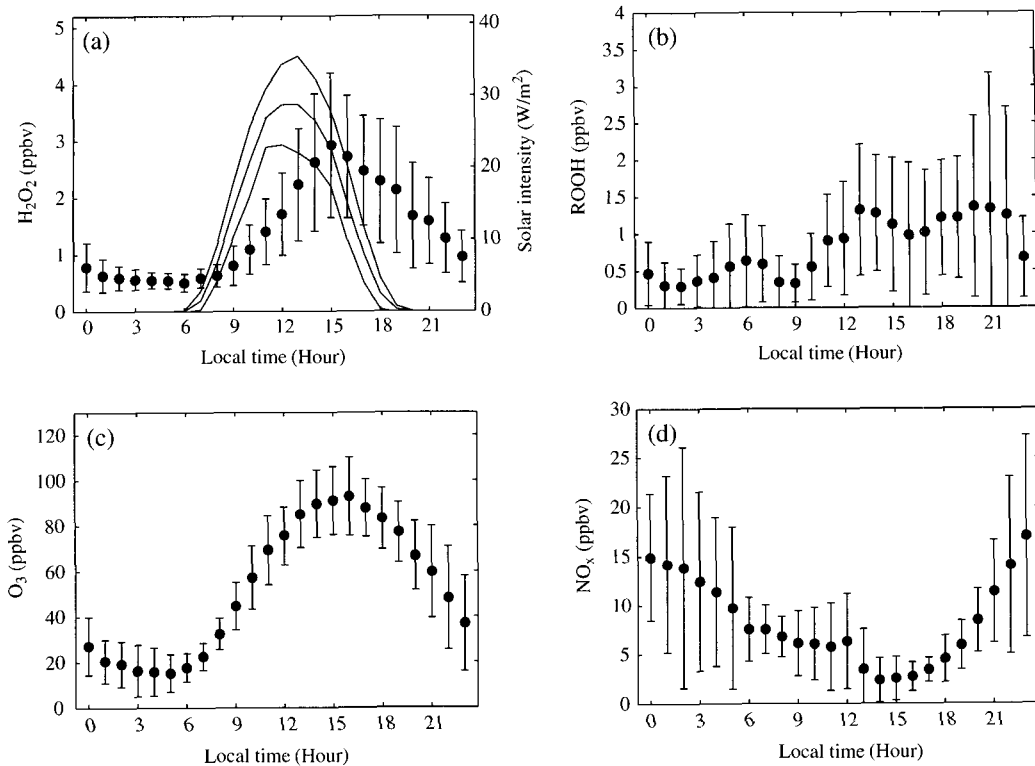 (a)
H2O2 (ppbv)
5
4
3
2
1
0
Solar intensity (W/m²)
40
30
20
10
0
0 3 6 9 12 15 18 21
Local time (Hour)
(b)
ROOH (ppbv)
4
3.5
3
2.5
2
1.5
1
0.5
0
0 3 6 9 12 15 18 21
Local time (Hour)
(c)
O3 (ppbv)
120
100
80
60
40
20
0
0 3 6 9 12 15 18 21
Local time (Hour)
(d)
NOx (ppbv)
30
25
20
15
10
5
0
0 3 6 9 12 15 18 21
Local time (Hour)